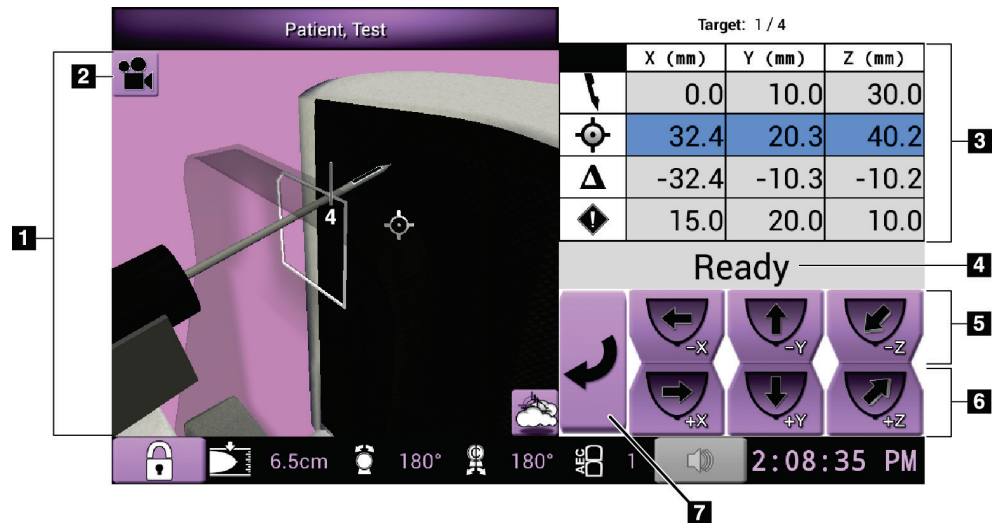 Patient, Test
Target: 1 / 4
1
2
4
X (mm) Y (mm) Z (mm)
0.0 10.0 30.0
32.4 20.3 40.2
Δ -32.4 -10.3 -10.2
! 15.0 20.0 10.0
3
Ready
4
-X -Y -Z
5
+X +Y +Z
6
6.5cm 180° C 180° AEC 1 2:08:35 PM
7